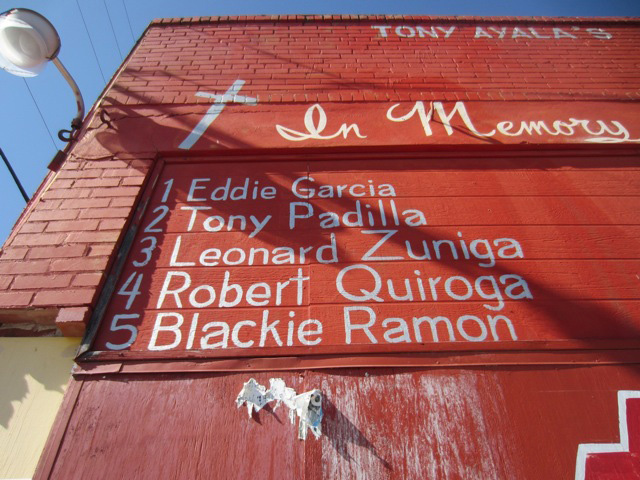 TONY AYALA'S
In Memory
1 Eddie Garcia
2 Tony Padilla
3 Leonard Zuniga
4 Robert Quiroga
5 Blackie Ramon